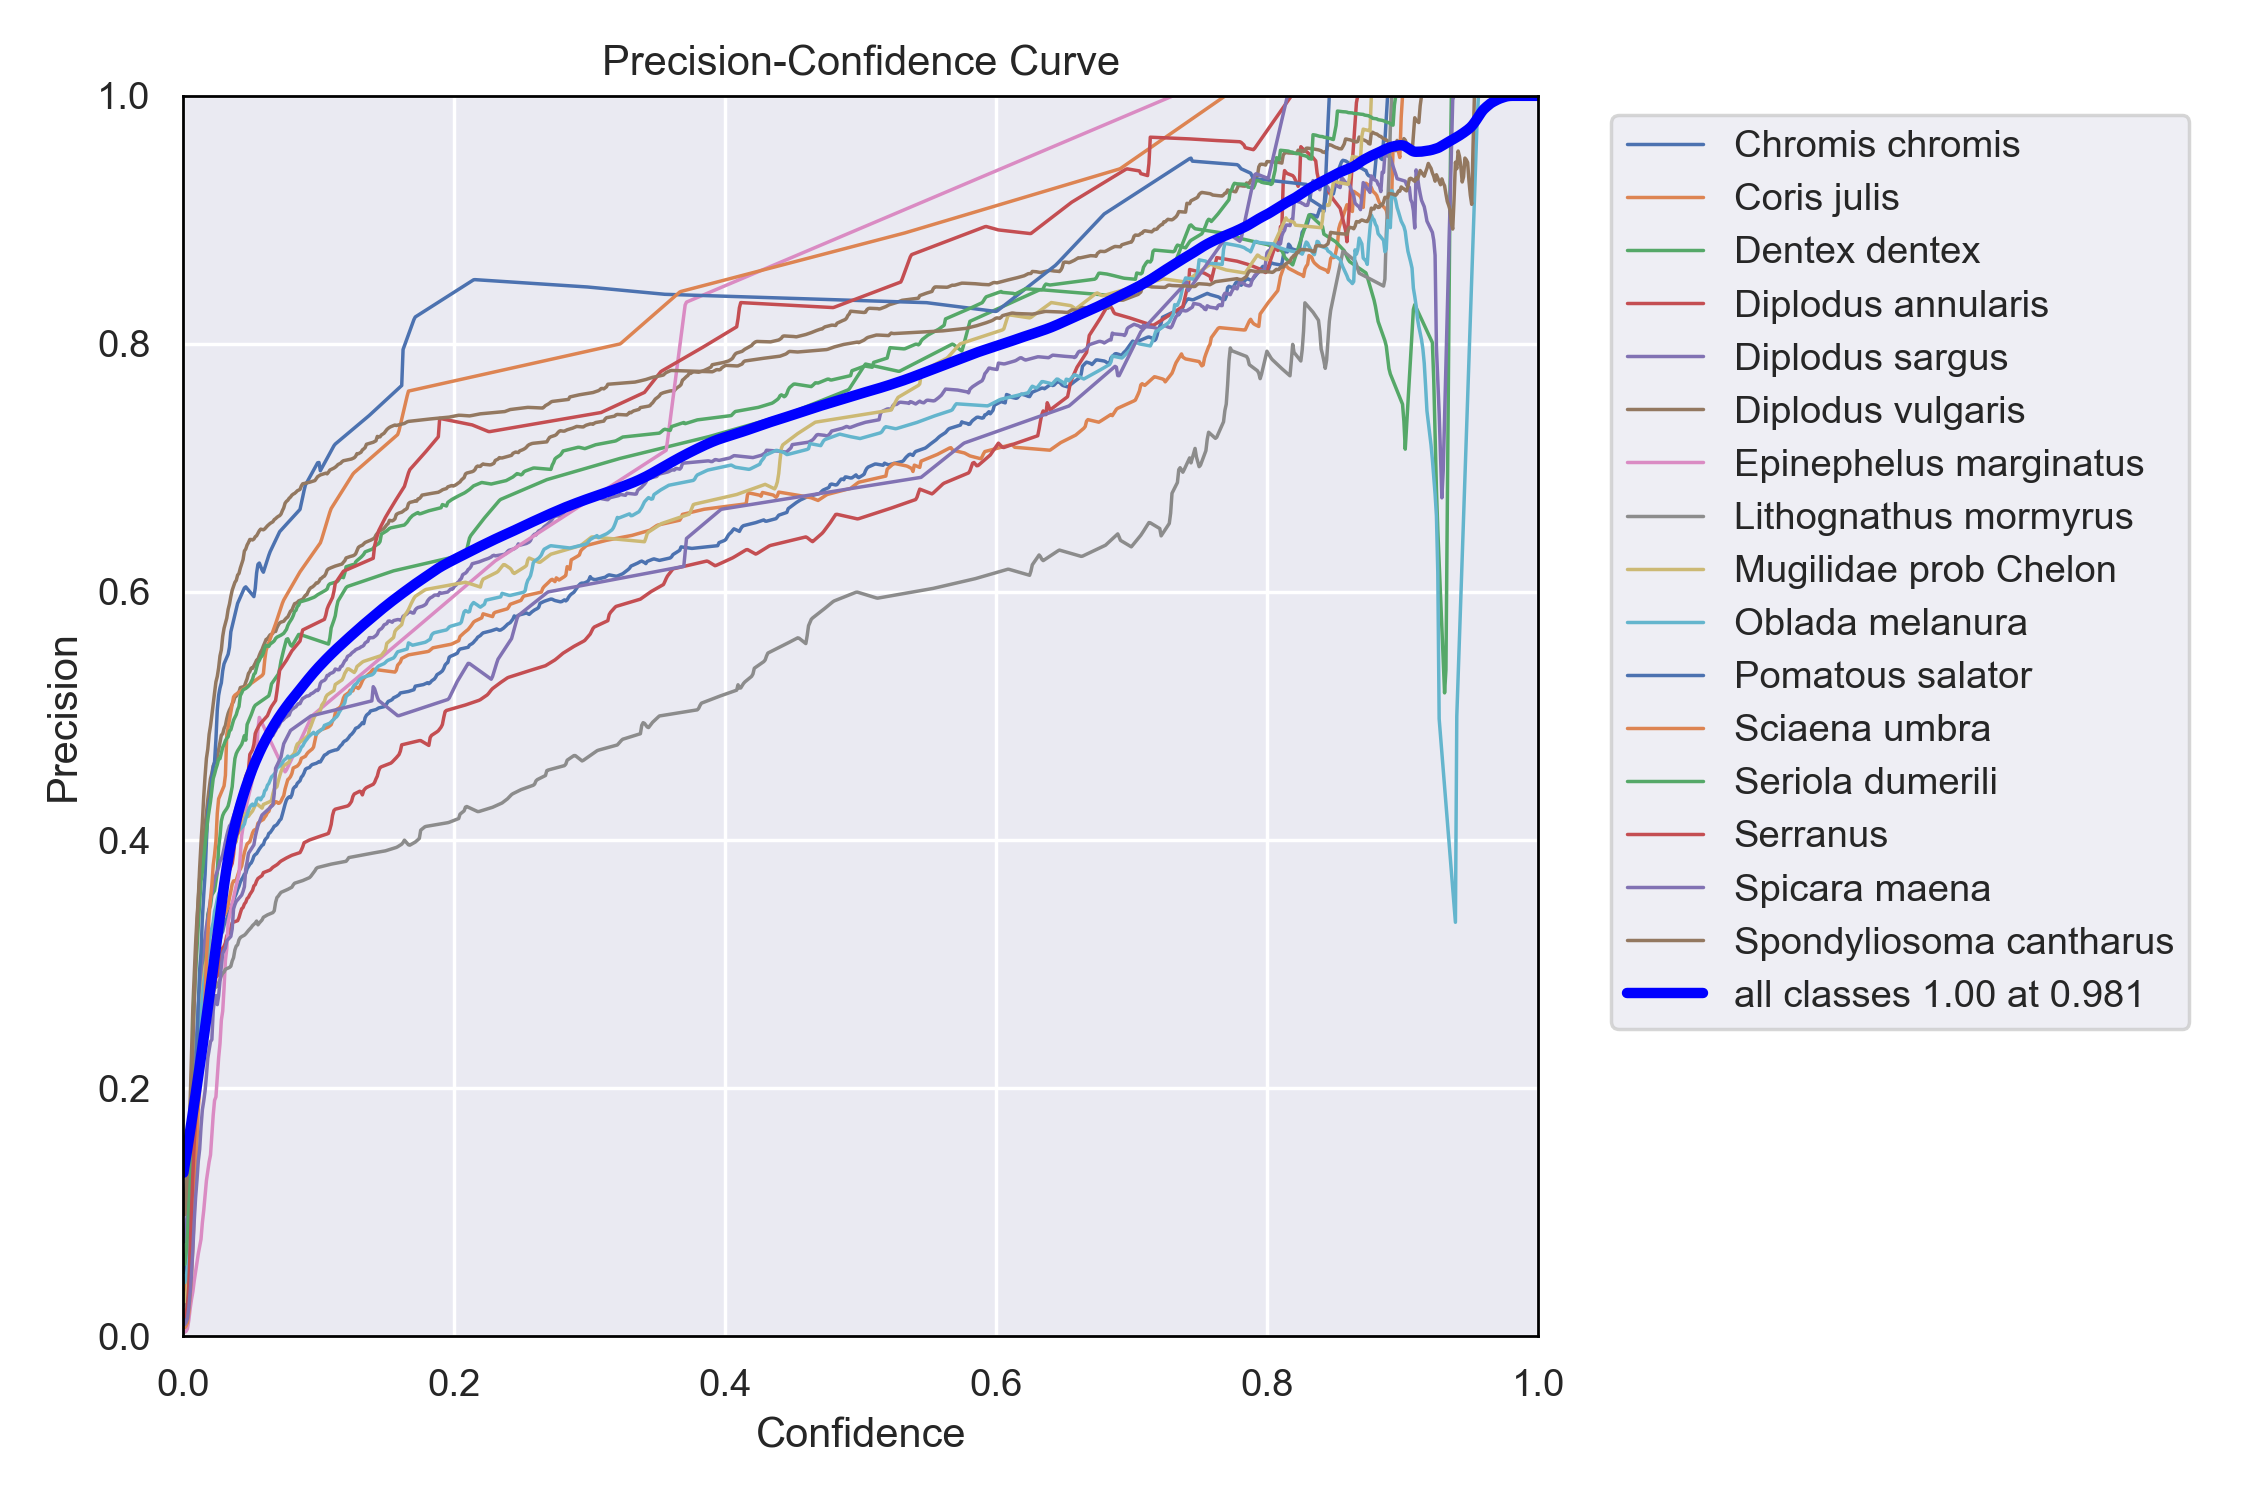 Precision-Confidence Curve
1.0
0.8
0.6
0.4
0.2
0.0
Precision
0.0 0.2 0.4 0.6 0.8 1.0
Confidence
Chromis chromis
Coris julis
Dentex dentex
Diplodus annularis
Diplodus sargus
Diplodus vulgaris
Epinephelus marginatus
Lithognathus mormyrus
Mugilidae prob Chelon
Oblada melanura
Pomatous salator
Sciaena umbra
Seriola dumerili
Serranus
Spicara maena
Spondyliosoma cantharus
all classes 1.00 at 0.981